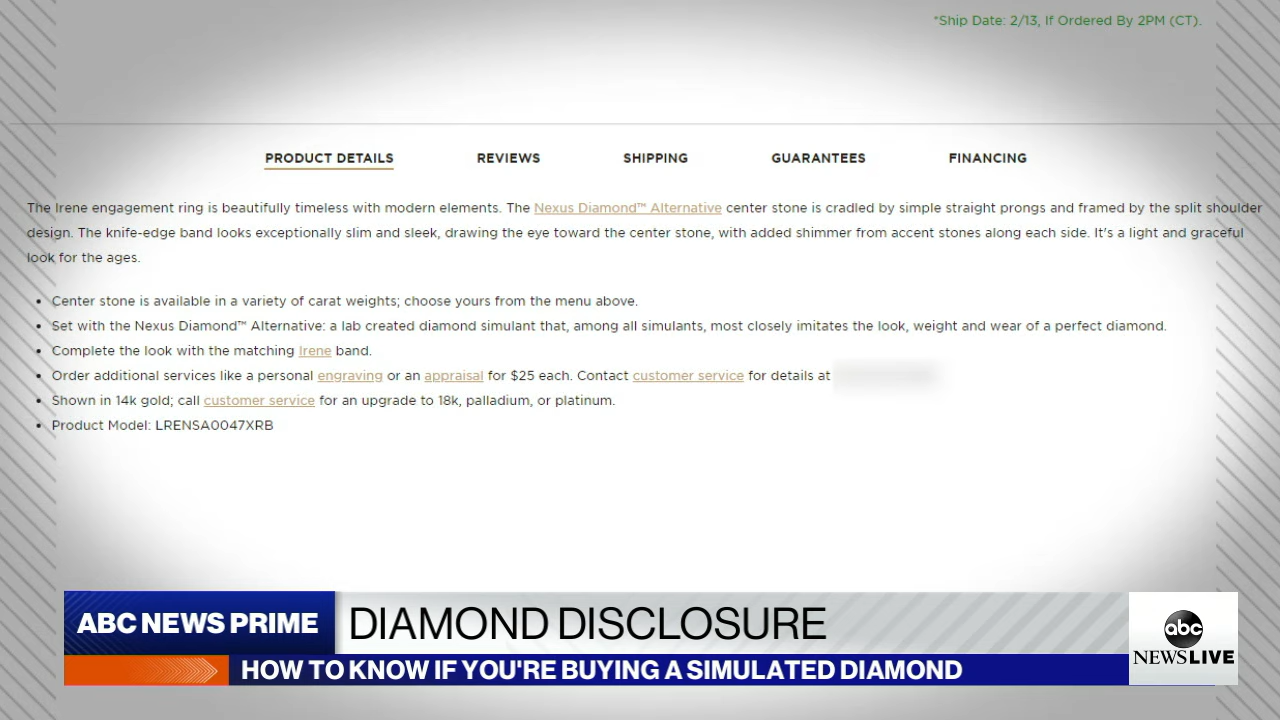 *Ship Date: 2/13, If Ordered By 2PM (CT).
PRODUCT DETAILS REVIEWS SHIPPING GUARANTEES FINANCING
The Irene engagement ring is beautifully timeless with modern elements. The Nexus Diamond™ Alternative center stone is cradled by simple straight prongs and framed by the split shoulder
design. The knife-edge band looks exceptionally slim and sleek, drawing the eye toward the center stone, with added shimmer from accent stones along each side. It's a light and graceful
look for the ages.
• Center stone is available in a variety of carat weights; choose yours from the menu above.
• Set with the Nexus Diamond™ Alternative: a lab created diamond simulant that, among all simulants, most closely imitates the look, weight and wear of a perfect diamond.
• Complete the look with the matching Irene band.
• Order additional services like a personal engraving or an appraisal for $25 each. Contact customer service for details at
• Shown in 14k gold; call customer service for an upgrade to 18k, palladium, or platinum.
• Product Model: LRENSA0047XRB
ABC NEWS PRIME
DIAMOND DISCLOSURE
HOW TO KNOW IF YOU'RE BUYING A SIMULATED DIAMOND
abc
NEWS LIVE